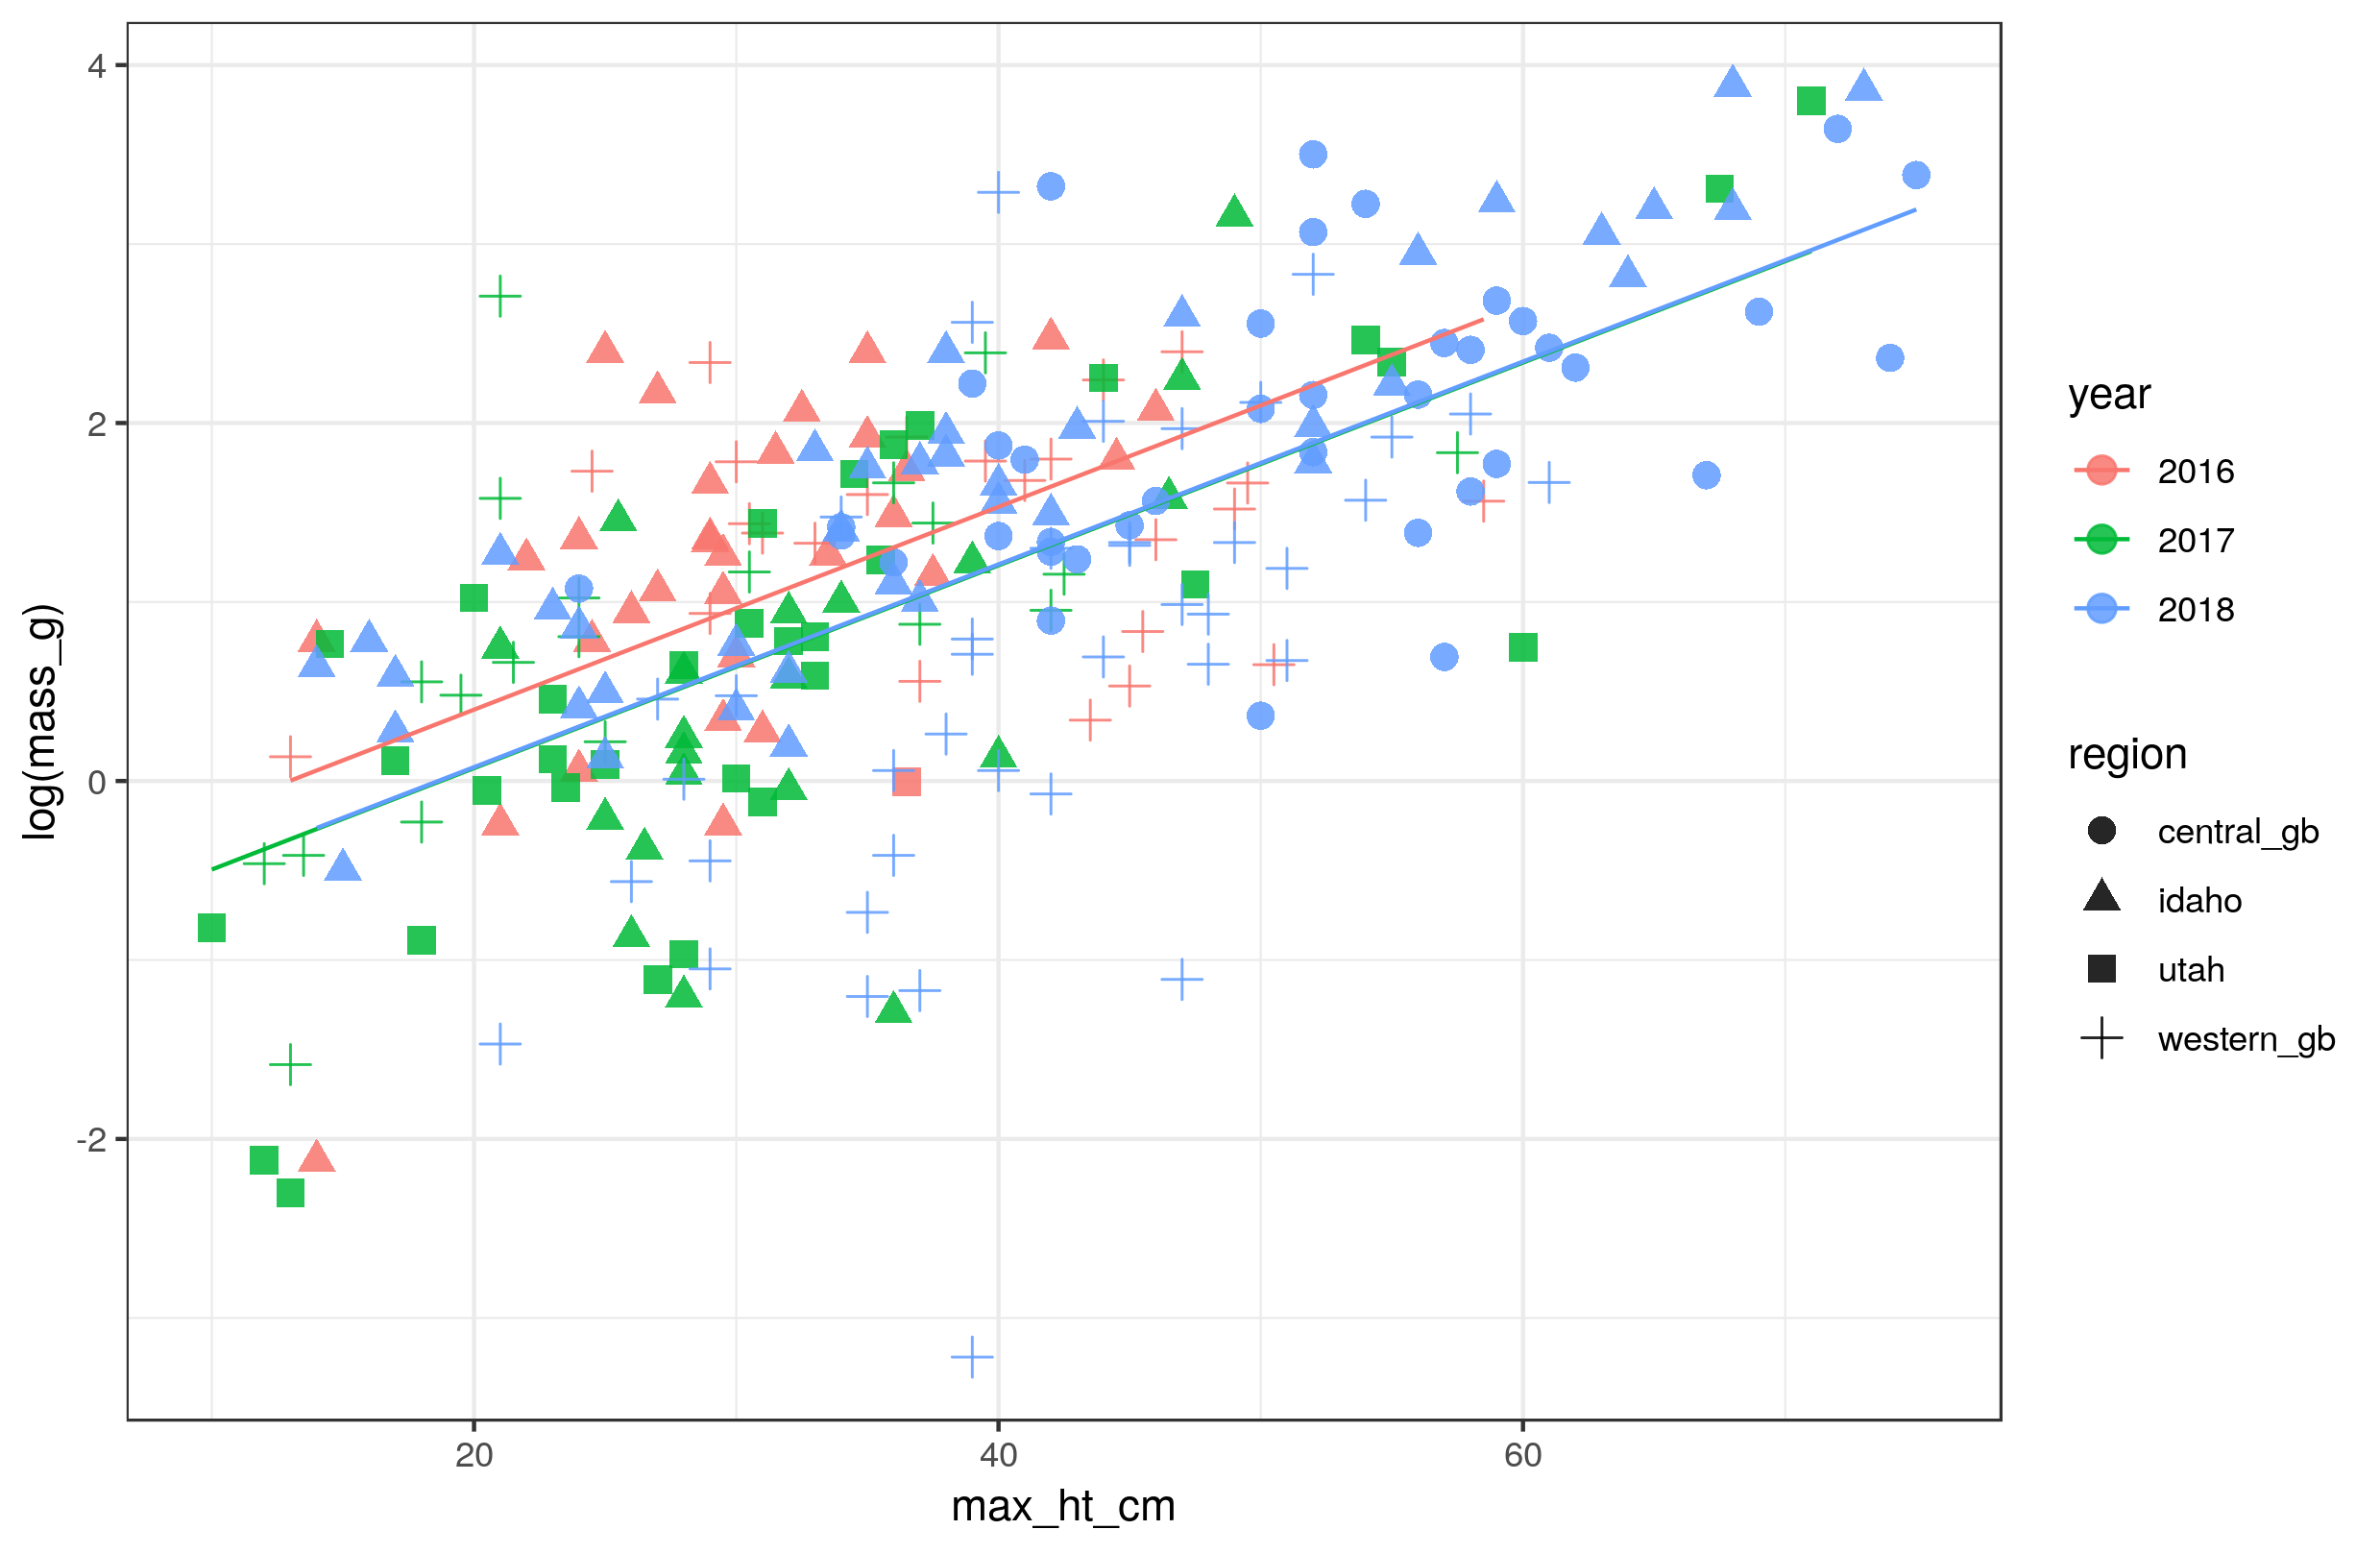 4
2
0
-2
20
40
60
max_ht_cm
log(mass_g)
year
2016
2017
2018
region
central_gb
idaho
utah
western_gb